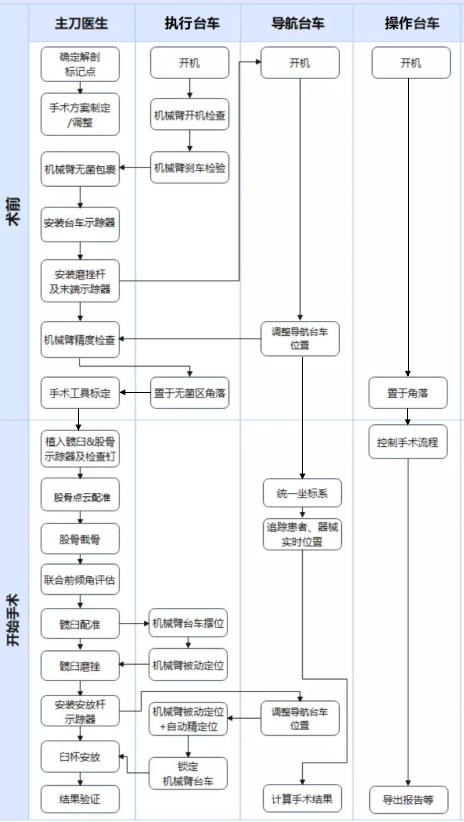 主刀医生
执行台车
导航台车
操作台车
术前
确定解剖
标记点
开机
开机
开机
手术方案制定
/调整
机械臂开机检查
机械臂无菌包裹
机械臂刹车检验
安装台车示踪器
安装磨挫杆
及末端示踪器
机械臂精度检查
调整导航台车
位置
手术工具标定
置于无菌区角落
置于角落
开始手术
植入髋臼&股骨
示踪器及检查钉
控制手术流程
股骨点云配准
统一坐标系
股骨截骨
追踪患者、器械
实时位置
联合前倾角评估
髋臼配准
机械臂台车摆位
髋臼磨挫
机械臂被动定位
安装安放杆
示踪器
机械臂被动定位
+自动精定位
调整导航台车
位置
臼杯安放
锁定
机械臂台车
结果验证
计算手术结果
导出报告等